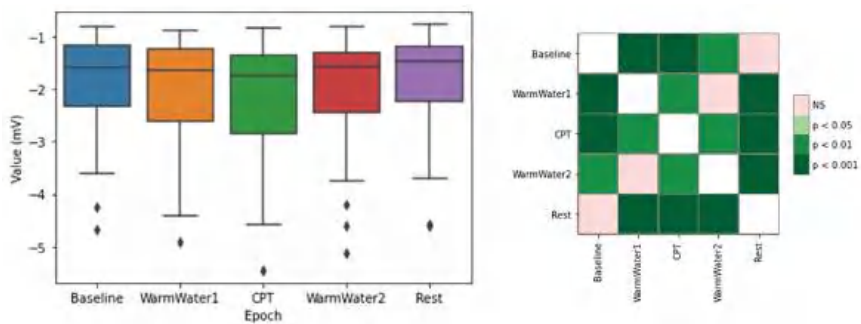 Value (mV)
−1
−2
−3
−4
−5
Baseline WarmWater1 CPT WarmWater2 Rest
Epoch
Baseline
WarmWater1
CPT
WarmWater2
Rest
Baseline
WarmWater1
CPT
WarmWater2
Rest
NS
p < 0.05
p < 0.01
p < 0.001